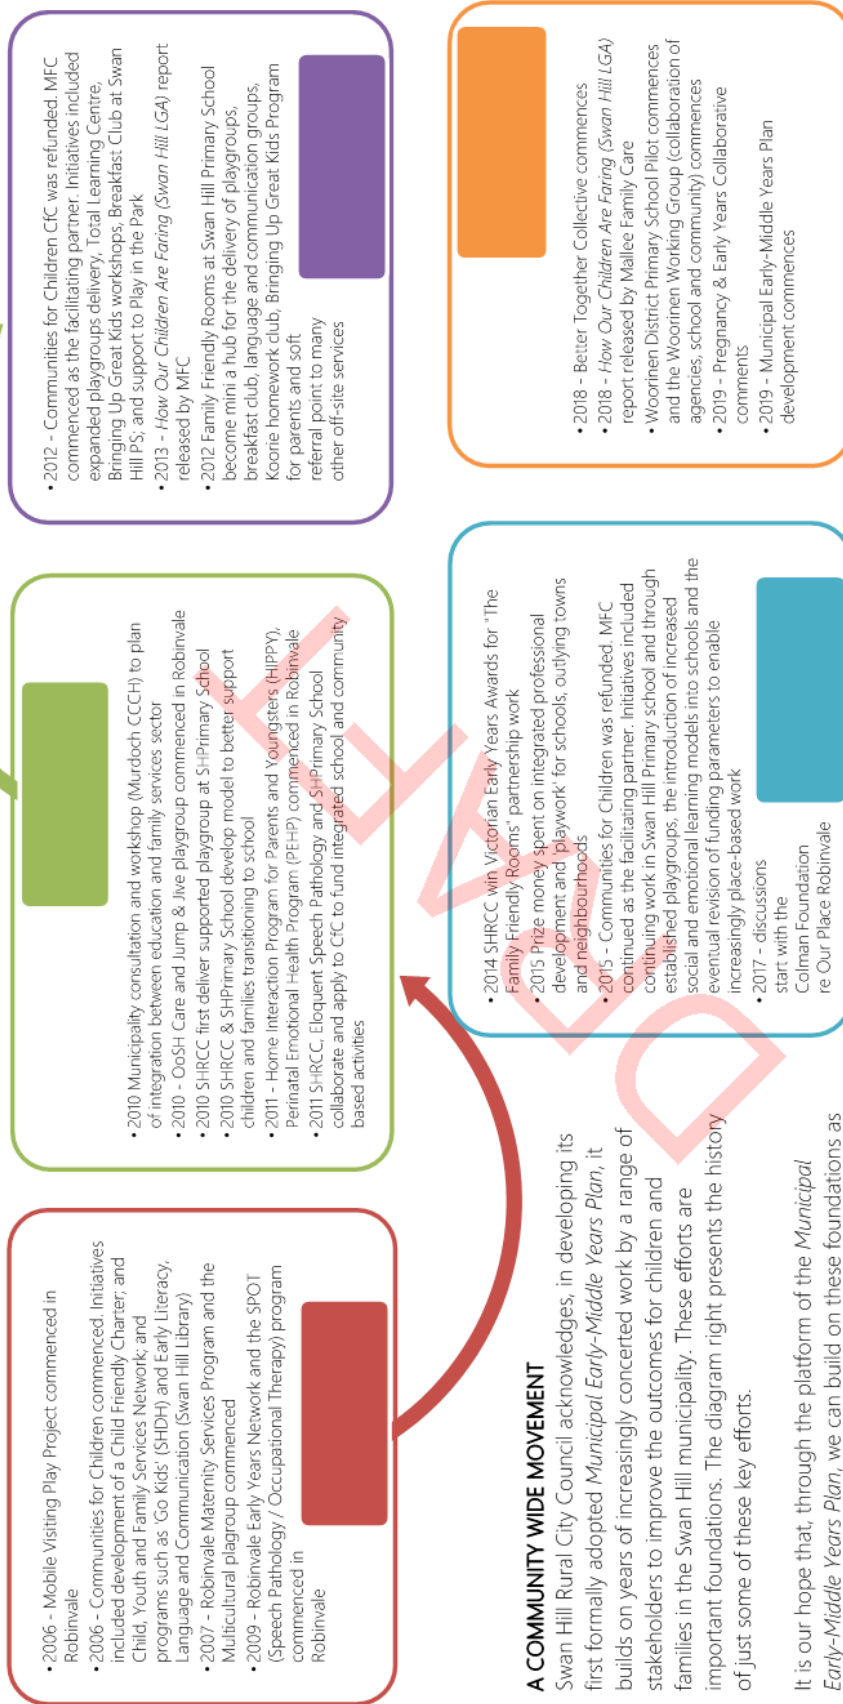 • 2006 - Mobile Visiting Play Project commenced in
Robinvale
• 2006 - Communities for Children commenced. Initiatives
included development of a Child Friendly Charter; and
Child, Youth and Family Services Network; and
programs such as 'Go Kids' (SHDH) and Early Literacy,
Language and Communication (Swan Hill Library)
• 2007 - Robinvale Maternity Services Program and the
Multicultural plagroup commenced
• 2009 - Robinvale Early Years Network and the SPOT
(Speech Pathology / Occupational Therapy) program
commenced in
Robinvale
• 2010 Municipality consultation and workshop (Murdoch CCCH) to plan
of integration between education and family services sector
• 2010 - OoSH Care and Jump & Jive playgroup commenced in Robinvale
• 2010 SHRCC first deliver supported playgroup at SHPrimary School
• 2010 SHRCC & SHPrimary School develop model to better support
children and families transitioning to school
• 2011 - Home Interaction Program for Parents and Youngsters (HIPPY),
Perinatal Emotional Health Program (PEHP) commenced in Robinvale
• 2011 SHRCC, Eloquent Speech Pathology and SHPrimary School
collaborate and apply to CfC to fund integrated school and community
based activities
• 2012 - Communities for Children CfC was refunded. MFC
commenced as the facilitating partner. Initiatives included
expanded playgroups delivery, Total Learning Centre,
Bringing Up Great Kids workshops, Breakfast Club at Swan
Hill PS; and support to Play in the Park
• 2013 - How Our Children Are Faring (Swan Hill LGA) report
released by MFC
• 2012 Family Friendly Rooms at Swan Hill Primary School
become mini a hub for the delivery of playgroups,
breakfast club, language and communication groups,
Koorie homework club, Bringing Up Great Kids Program
for parents and soft
referral point to many
other off-site services
A COMMUNITY WIDE MOVEMENT
Swan Hill Rural City Council acknowledges, in developing its
first formally adopted Municipal Early-Middle Years Plan, it
builds on years of increasingly concerted work by a range of
stakeholders to improve the outcomes for children and
families in the Swan Hill municipality. These efforts are
important foundations. The diagram right presents the history
of just some of these key efforts.
It is our hope that, through the platform of the Municipal
Early-Middle Years Plan, we can build on these foundations as
• 2014 SHRCC win Victorian Early Years Awards for "The
Family Friendly Rooms" partnership work
• 2015 Prize money spent on integrated professional
development and 'playwork' for schools, outlying towns
and neighbourhoods
• 2015 - Communities for Children was refunded. MFC
continued as the facilitating partner. Initiatives included
continuing work in Swan Hill Primary school and through
established playgroups, the introduction of increased
social and emotional learning models into schools and the
eventual revision of funding parameters to enable
increasingly place-based work
• 2017 - discussions
start with the
Colman Foundation
re Our Place Robinvale
• 2018 - Better Together Collective commences
• 2018 - How Our Children Are Faring (Swan Hill LGA)
report released by Mallee Family Care
• Woorinen District Primary School Pilot commences
and the Woorinen Working Group (collaboration of
agencies, school and community) commences
• 2019 - Pregnancy & Early Years Collaborative
comments
• 2019 - Municipal Early-Middle Years Plan
development commences